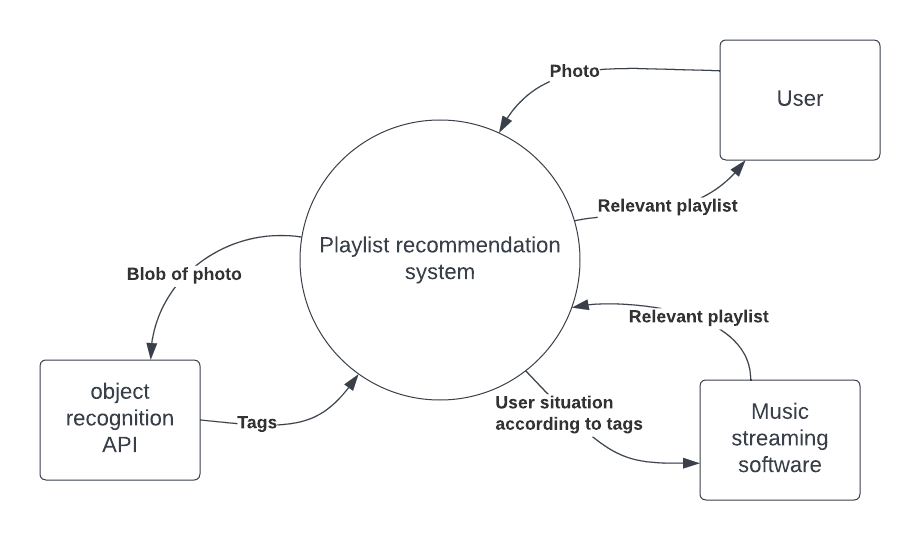 Photo
User
Relevant playlist
Playlist recommendation
system
Blob of photo
Relevant playlist
object
recognition
API
Tags
User situation
according to tags
Music
streaming
software